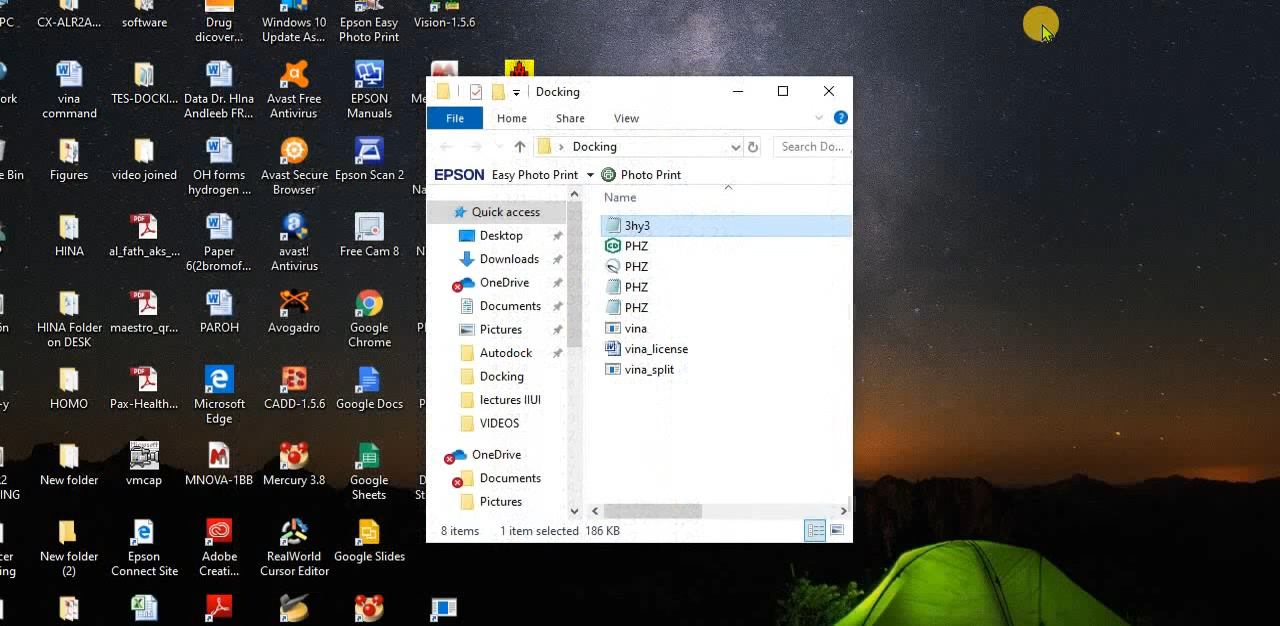 PC
CX-ALR2A...
software
Drug
dicover...
Windows 10
Update As...
Epson Easy
Photo Print
Vision-1.5.6
ork
vina
command
TES-DOCKI...
Data Dr. HIna
Andleeb FR...
Avast Free
Antivirus
EPSON
Manuals
Me
e Bin
Figures
video joined
OH forms
hydrogen ...
Avast Secure
Browser
Epson Scan 2
Na
HINA
al_fath_aks_...
Paper
6(2bromof...
avast!
Antivirus
Free Cam 8
HINA Folder
on DESK
maestro_qr...
PAROH
Avogadro
Google
Chrome
-y
HOMO
Pax-Health...
Microsoft
Edge
CADD-1.5.6
Google Docs
New folder
vmcap
MNOVA-1BB
Mercury 3.8
Google
Sheets
ING
New folder
(2)
Epson
Connect Site
Adobe
Creati...
RealWorld
Cursor Editor
Google Slides
cer
ng
Docking
File
Home
Share
View
Docking
Search Do...
EPSON
Easy Photo Print
Photo Print
Quick access
Desktop
Downloads
OneDrive
Documents
Pictures
Autodock
Docking
lectures IIUI
VIDEOS
OneDrive
Documents
Pictures
Name
3hy3
PHZ
PHZ
PHZ
PHZ
vina
vina_license
vina_split
8 items
1 item selected
186 KB